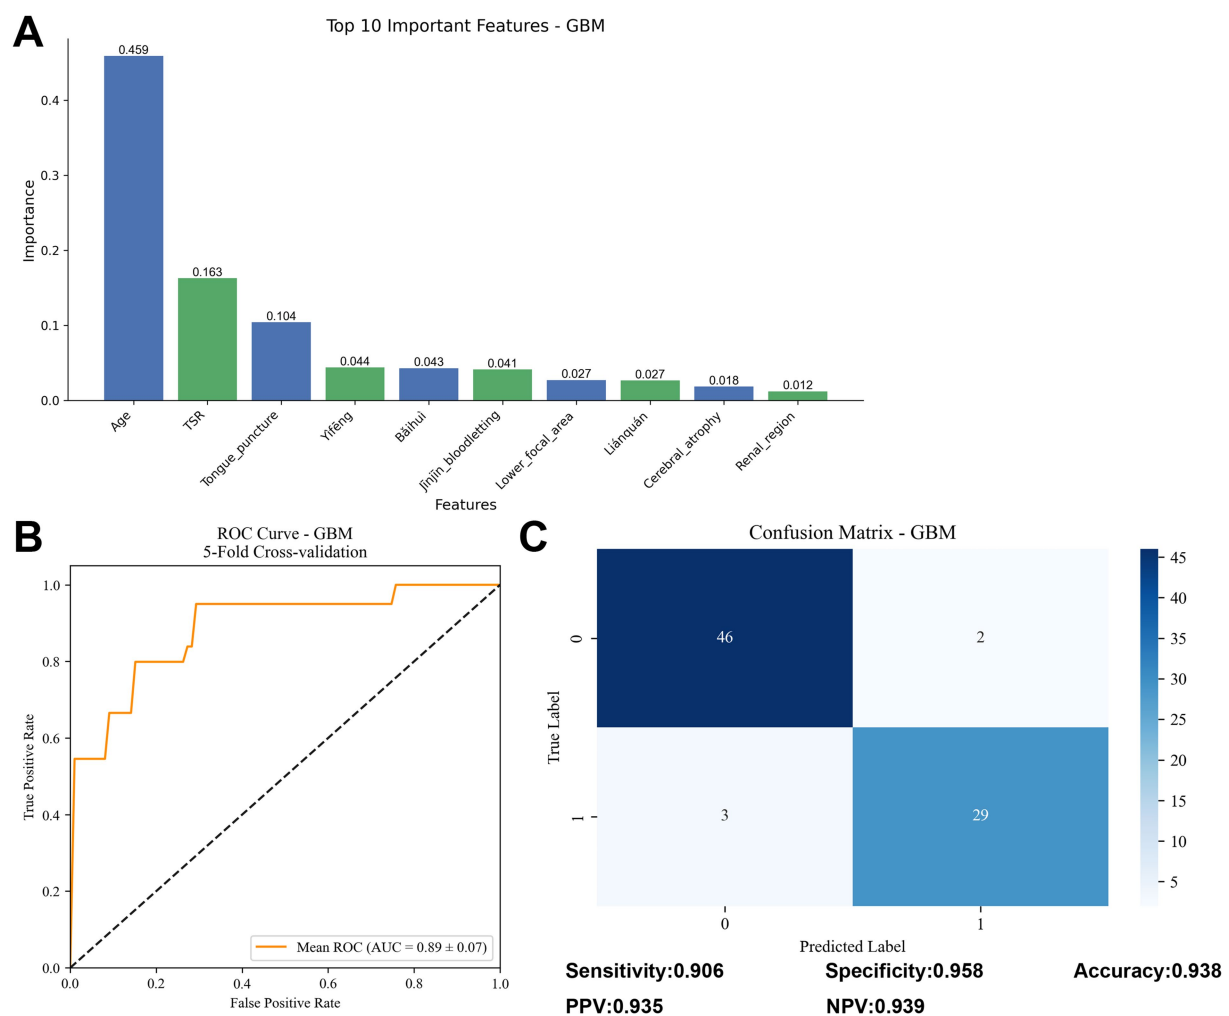 A
Top 10 Important Features - GBM
Importance
0.4
0.3
0.2
0.1
0.0
0.459
0.163
0.104
0.044
0.043
0.041
0.027
0.027
0.018
0.012
Age
TSR
Tongue_puncture
Yìfēng
Bǎihuì
Jīnjīn_bloodletting
Lower_focal_area
Liánquán
Cerebral_atrophy
Renal_region
Features
B
ROC Curve - GBM
5-Fold Cross-validation
True Positive Rate
1.0
0.8
0.6
0.4
0.2
0.0
Mean ROC (AUC = 0.89 ± 0.07)
0.0 0.2 0.4 0.6 0.8 1.0
False Positive Rate
C
Confusion Matrix - GBM
True Label
0
46 2
1
3 29
0 1
Predicted Label
45
40
35
30
25
20
15
10
5
Sensitivity:0.906 Specificity:0.958 Accuracy:0.938
PPV:0.935 NPV:0.939